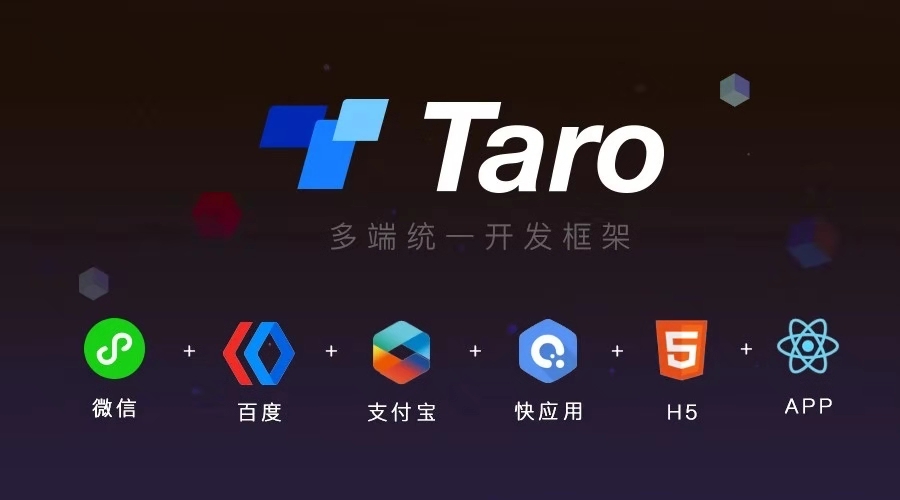 Taro
多端统一开发框架
微信 + 百度 + 支付宝 + 快应用 + H5 + APP